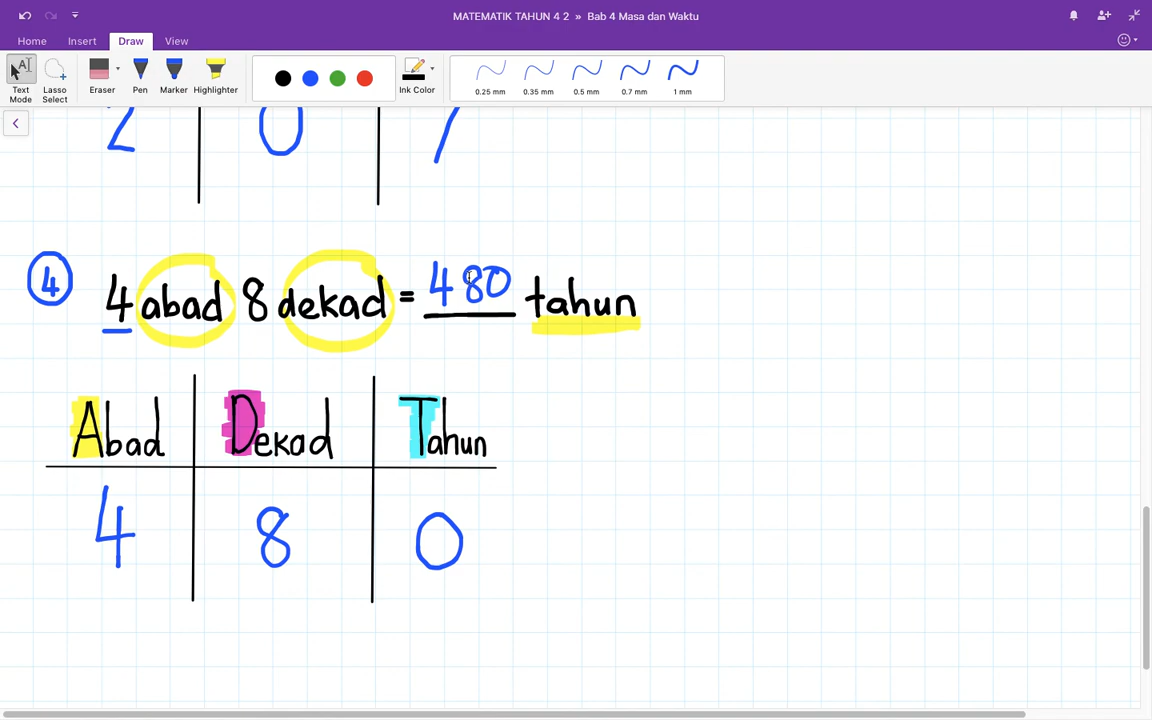 MATEMATIK TAHUN 4 2 » Bab 4 Masa dan Waktu
Home Insert Draw View
Text Mode Lasso Select Eraser Pen Marker Highlighter Ink Color 0.25 mm 0.35 mm 0.5 mm 0.7 mm 1 mm
2 0 7
4 4 abad 8 dekad = 480 tahun
Abad Dekad Tahun
4 8 0